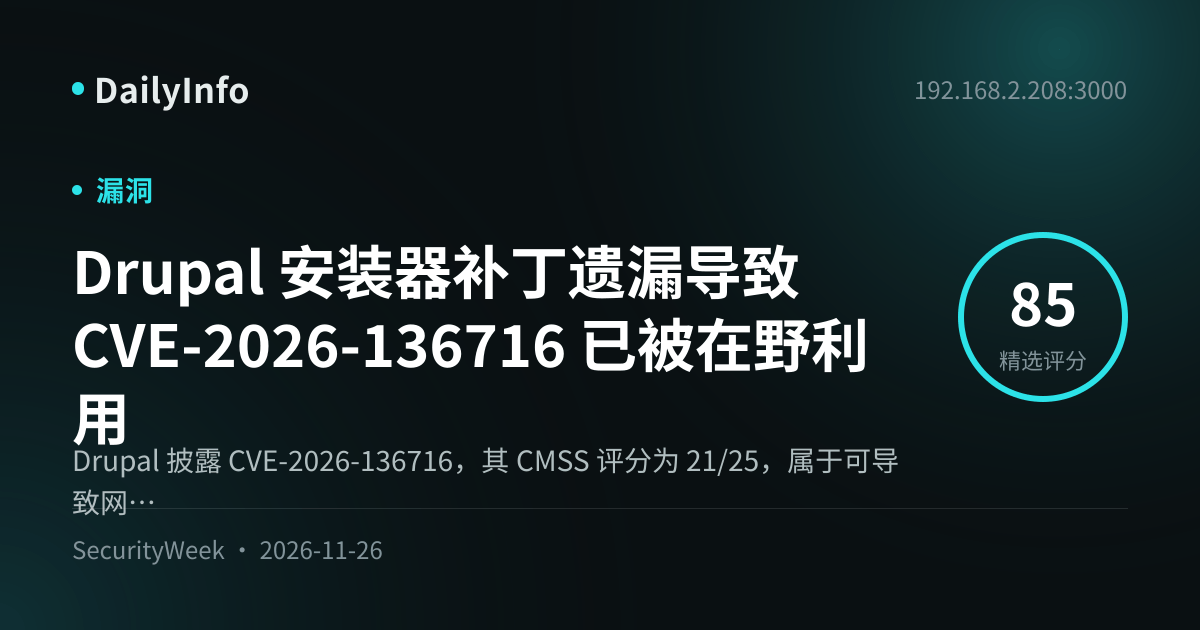 DailyInfo
192.168.2.208:3000
漏洞
Drupal 安装器补丁遗漏导致
CVE-2026-136716 已被在野利
用
85
精选评分
Drupal 披露 CVE-2026-136716，其 CMSS 评分为 21/25，属于可导
致网…
SecurityWeek · 2026-11-26